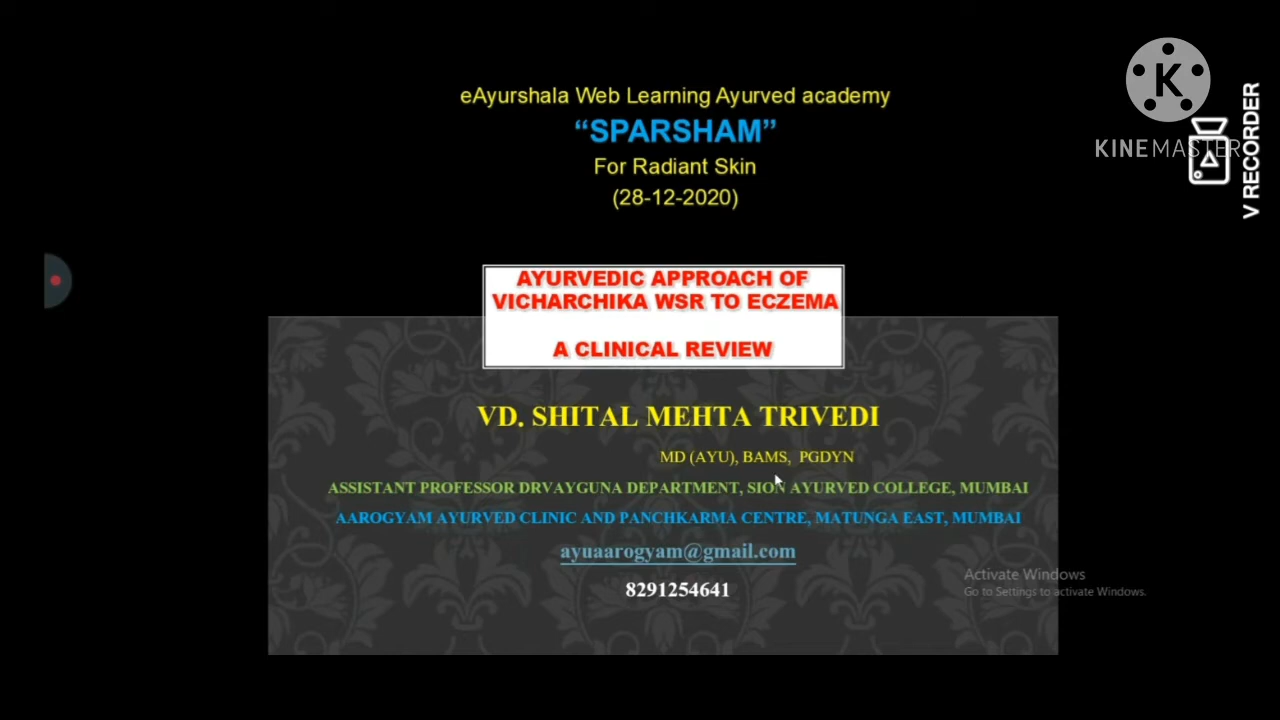 eAyurshala Web Learning Ayurved academy
“SPARSHAM”
For Radiant Skin
(28-12-2020)
AYURVEDIC APPROACH OF
VICHARCHIKA WSR TO ECZEMA
A CLINICAL REVIEW
VD. SHITAL MEHTA TRIVEDI
MD (AYU), BAMS, PGDYN
ASSISTANT PROFESSOR DRVAYGUNA DEPARTMENT, SION AYURVED COLLEGE, MUMBAI
AAROGYAM AYURVED CLINIC AND PANCHKARMA CENTRE, MATUNGA EAST, MUMBAI
ayuaarogyam@gmail.com
8291254641
Activate Windows
Go to Settings to activate Windows.
K
KINEMASTER
V RECORDER